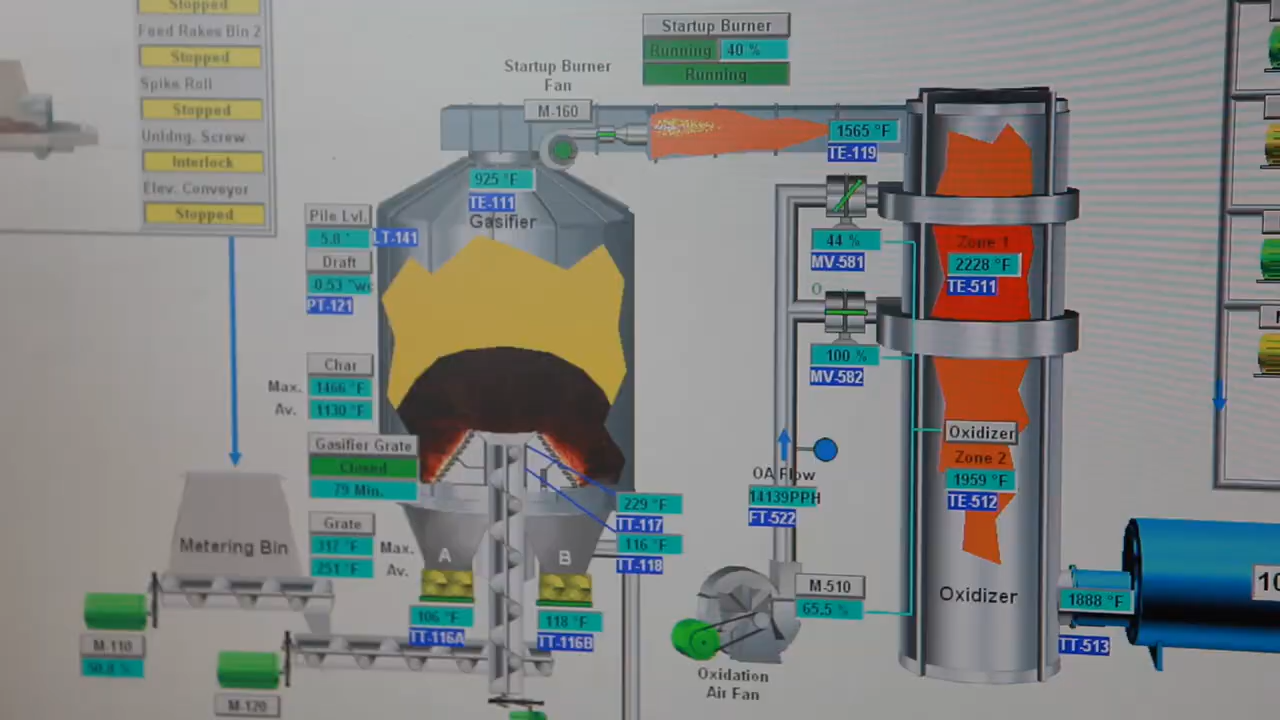 Stopped
Feed Rakes Bin 2
Stopped
Spike Roll
Stopped
Unldng. Screw
Interlock
Elev. Conveyor
Stopped
Startup Burner
Running 40 %
Running
Startup Burner
Fan
M-160
1565 °F
TE-119
925 °F
TE-111
Gasifier
Pile Lvl.
5.0 '
LT-141
Draft
PT-121
44 %
MV-581
Zone 1
2228 °F
TE-511
100 %
MV-582
Char
Max. 1466 °F
Av. 1130 °F
Gasifier Grate
Closed
79 Min.
Oxidizer
Zone 2
1959 °F
TE-512
OA Flow
14139PPH
FT-522
229 °F
TT-117
116 °F
TT-118
Grate
312 °F Max.
251 °F Av.
Metering Bin
A
B
106 °F
TT-116A
118 °F
TT-116B
M-510
65.5 %
Oxidizer
1888 °F
TT-513
Oxidation
Air Fan
M-110
M-120
10